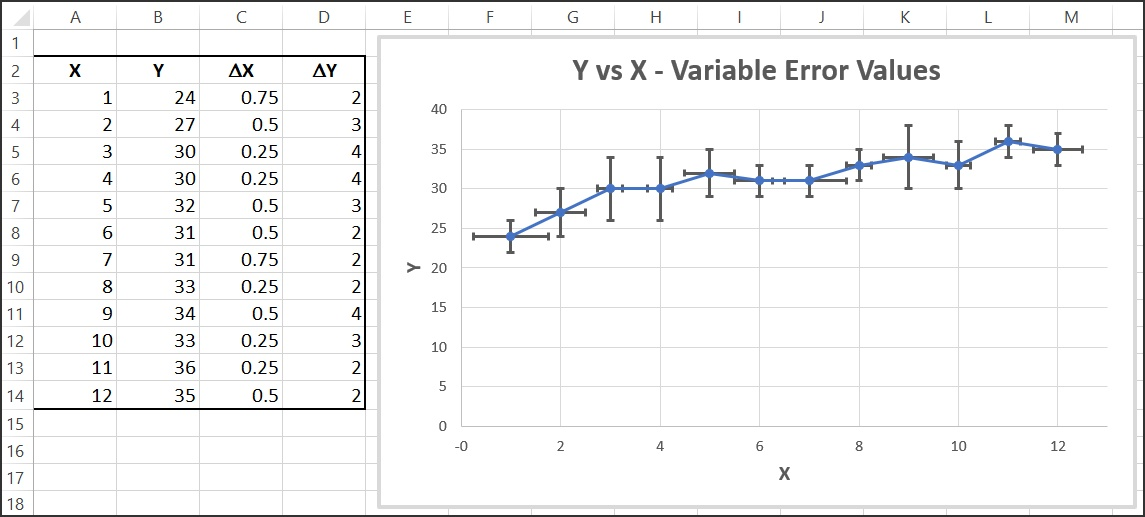 A B C D E F G H I J K L M
1
2 X Y ΔX ΔY
3 1 24 0.75 2
4 2 27 0.5 3
5 3 30 0.25 4
6 4 30 0.25 4
7 5 32 0.5 3
8 6 31 0.5 2
9 7 31 0.75 2
10 8 33 0.25 2
11 9 34 0.5 4
12 10 33 0.25 3
13 11 36 0.25 2
14 12 35 0.5 2
15
16
17
18
Y vs X - Variable Error Values
40
35
30
25
20
15
10
5
0
Y
-0 2 4 6 8 10 12
X